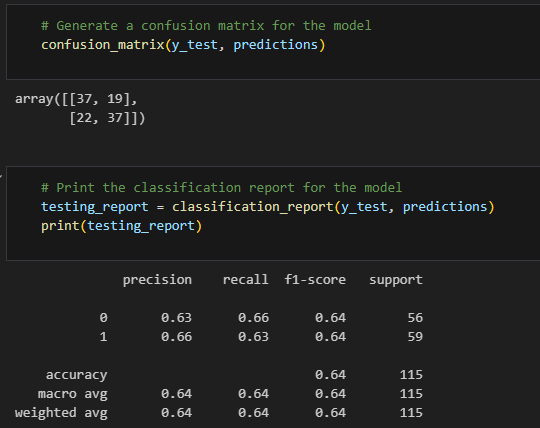 # Generate a confusion matrix for the model
confusion_matrix(y_test, predictions)
array([[37, 19],
       [22, 37]])
# Print the classification report for the model
testing_report = classification_report(y_test, predictions)
print(testing_report)
              precision    recall  f1-score   support
           0       0.63      0.66      0.64        56
           1       0.66      0.63      0.64        59
    accuracy                           0.64       115
   macro avg       0.64      0.64      0.64       115
weighted avg       0.64      0.64      0.64       115